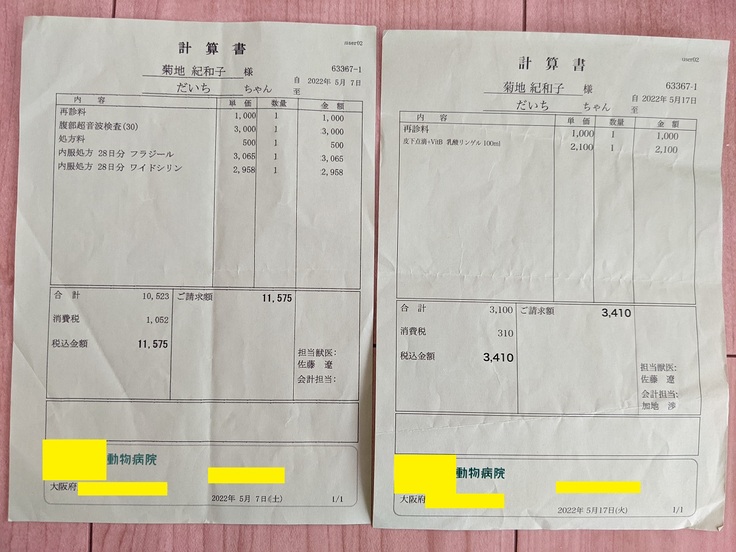 user02
計算書
菊地 紀和子 様
63367-1
だいち ちゃん
自 2022年 5月 7日
至
内容 単価 数量 金額
再診料 1,000 1 1,000
腹部超音波検査(30) 3,000 1 3,000
処方料 500 1 500
内服処方 28日分 フラジール 3,065 1 3,065
内服処方 28日分 ワイドシリン 2,958 1 2,958
合計 10,523 ご請求額 11,575
消費税 1,052
税込金額 11,575
担当獣医:
佐藤 遼
会計担当:
動物病院
大阪府
2022年 5月 7日(土) 1/1
user02
計算書
菊地 紀和子 様
63367-1
だいち ちゃん
自 2022年 5月17日
至
内容 単価 数量 金額
再診料 1,000 1 1,000
皮下点滴+VitB 乳酸リンゲル 100ml 2,100 1 2,100
合計 3,100 ご請求額 3,410
消費税 310
税込金額 3,410
担当獣医:
佐藤 遼
会計担当:
加地 渉
動物病院
大阪府
2022年 5月17日(火) 1/1